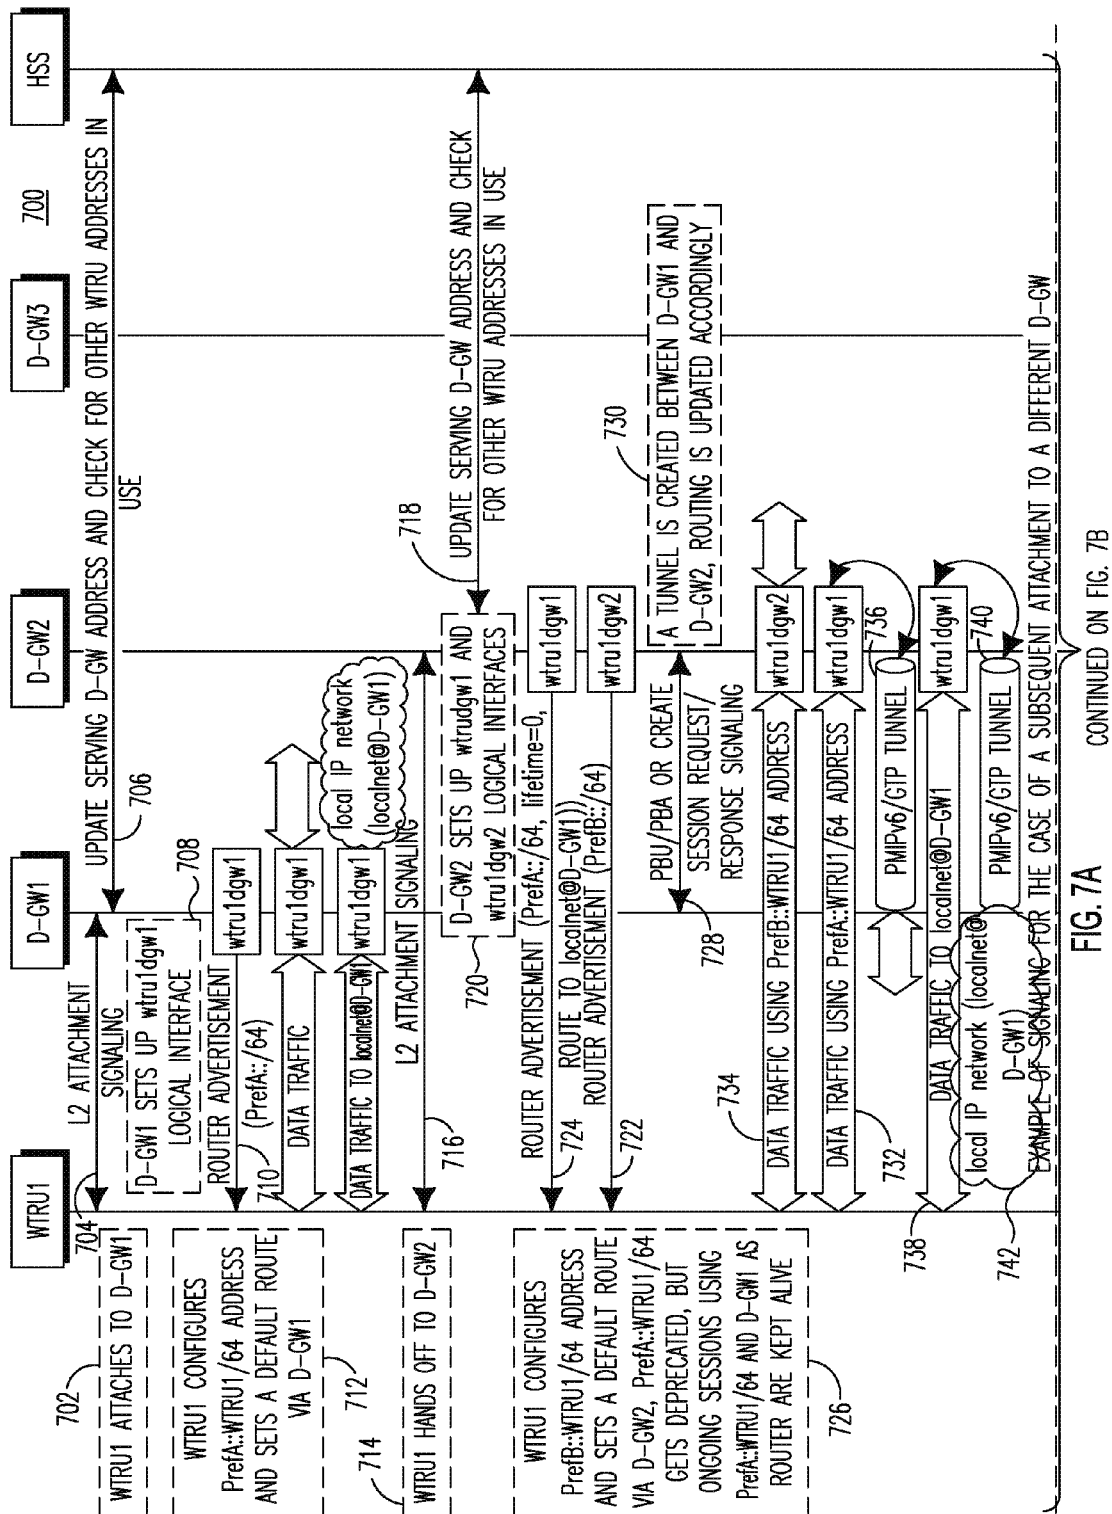 700
WTRU1
D-GW1
D-GW2
D-GW3
HSS
702
WTRU1 ATTACHES TO D-GW1
704
L2 ATTACHMENT
SIGNALING
706
UPDATE SERVING D-GW ADDRESS AND CHECK FOR OTHER WTRU ADDRESSES IN
USE
708
D-GW1 SETS UP wtru1dgw1
LOGICAL INTERFACE
710
ROUTER ADVERTISEMENT
(PrefA::/64)
wtru1dgw1
WTRU1 CONFIGURES
PrefA::WTRU1/64 ADDRESS
AND SETS A DEFAULT ROUTE
VIA D-GW1
712
DATA TRAFFIC
wtru1dgw1
DATA TRAFFIC TO localnet@D-GW1
wtru1dgw1
local IP network
(localnet@D-GW1)
714
WTRU1 HANDS OFF TO D-GW2
716
L2 ATTACHMENT SIGNALING
718
UPDATE SERVING D-GW ADDRESS AND CHECK
FOR OTHER WTRU ADDRESSES IN USE
720
D-GW2 SETS UP wtrudgw1 AND
wtru1dgw2 LOGICAL INTERFACES
724
ROUTER ADVERTISEMENT (PrefA::/64, lifetime=0,
ROUTE TO localnet@D-GW1))
wtru1dgw1
722
ROUTER ADVERTISEMENT (PrefB::/64)
wtru1dgw2
WTRU1 CONFIGURES
PrefB::WTRU1/64 ADDRESS
AND SETS A DEFAULT ROUTE
VIA D-GW2, PrefA::WTRU1/64
GETS DEPRECATED, BUT
ONGOING SESSIONS USING
PrefA::WTRU1/64 AND D-GW1 AS
ROUTER ARE KEPT ALIVE
726
728
PBU/PBA OR CREATE
SESSION REQUEST/
RESPONSE SIGNALING
730
A TUNNEL IS CREATED BETWEEN D-GW1 AND
D-GW2, ROUTING IS UPDATED ACCORDINGLY
734
DATA TRAFFIC USING PrefB::WTRU1/64 ADDRESS
wtru1dgw2
732
DATA TRAFFIC USING PrefA::WTRU1/64 ADDRESS
wtru1dgw1
736
PMIPv6/GTP TUNNEL
738
DATA TRAFFIC TO localnet@D-GW1
wtru1dgw1
740
PMIPv6/GTP TUNNEL
742
local IP network (localnet@
D-GW1)
EXAMPLE OF SIGNALING FOR THE CASE OF A SUBSEQUENT ATTACHMENT TO A DIFFERENT D-GW
FIG. 7A
CONTINUED ON FIG. 7B